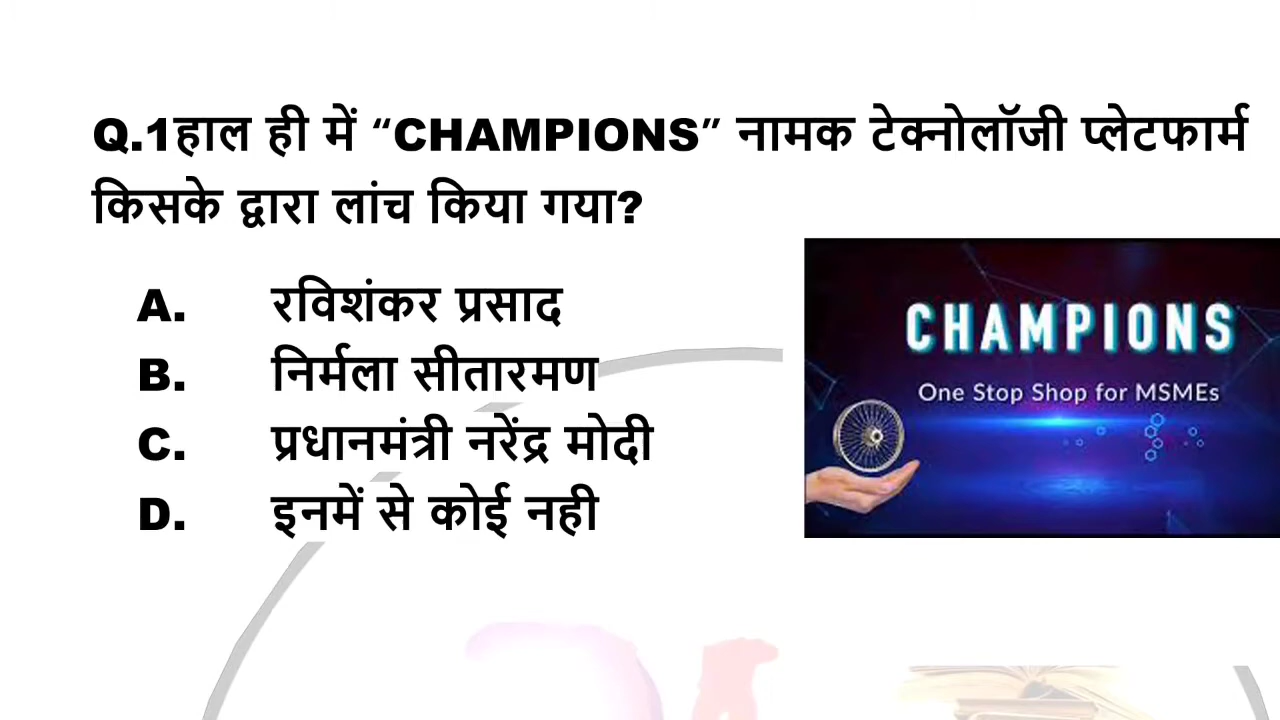 Q.1हाल ही में “CHAMPIONS” नामक टेक्नोलॉजी प्लेटफार्म
किसके द्वारा लांच किया गया?
A. रविशंकर प्रसाद
B. निर्मला सीतारमण
C. प्रधानमंत्री नरेंद्र मोदी
D. इनमें से कोई नही
CHAMPIONS
One Stop Shop for MSMEs